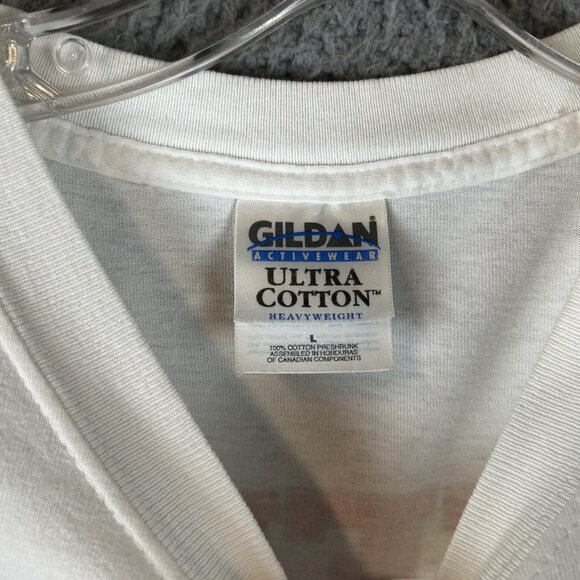 GILDAN®
ACTIVEWEAR
ULTRA
COTTON™
HEAVYWEIGHT
L
100% COTTON PRESHRUNK
ASSEMBLED IN HONDURAS
OF CANADIAN COMPONENTS